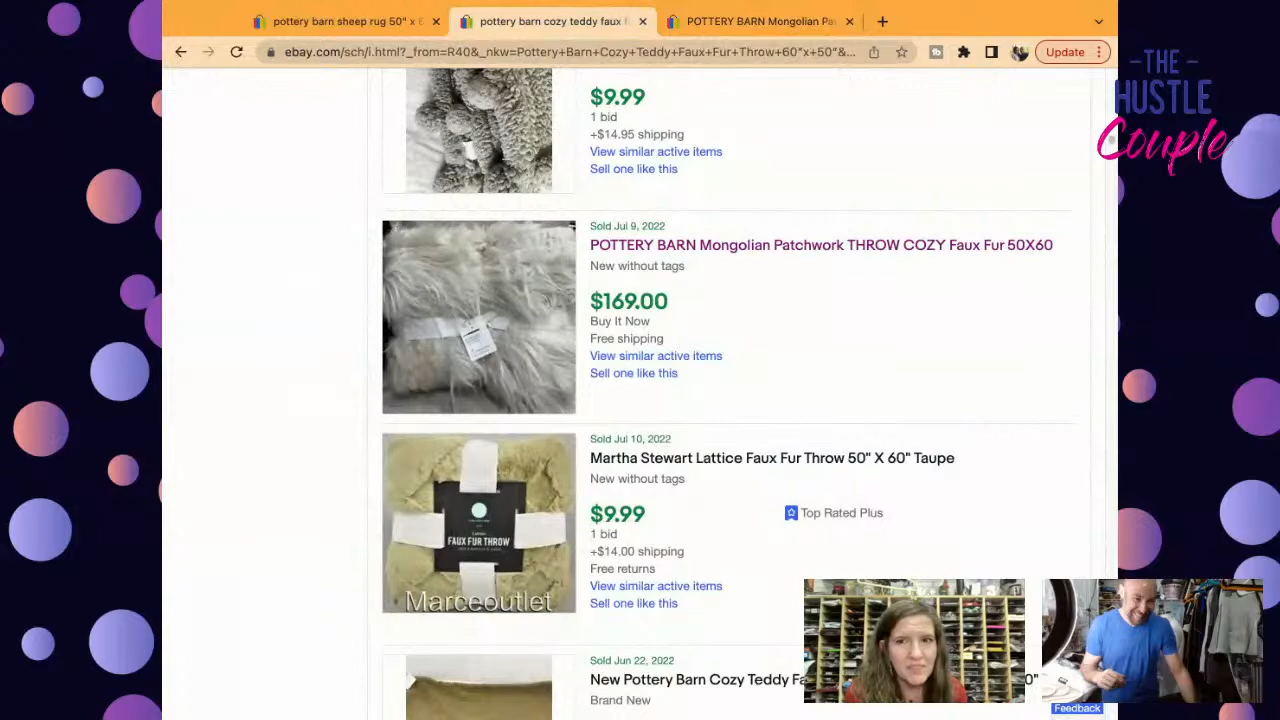 pottery barn sheep rug 50" x 6
pottery barn cozy teddy faux f
POTTERY BARN Mongolian Pa
ebay.com/sch/i.html?_from=R40&_nkw=Pottery+Barn+Cozy+Teddy+Faux+Fur+Throw+60"x+50"&...
Update
-THE-
HUSTLE
Couple
$9.99
1 bid
+$14.95 shipping
View similar active items
Sell one like this
Sold Jul 9, 2022
POTTERY BARN Mongolian Patchwork THROW COZY Faux Fur 50X60
New without tags
$169.00
Buy It Now
Free shipping
View similar active items
Sell one like this
Sold Jul 10, 2022
Martha Stewart Lattice Faux Fur Throw 50" X 60" Taupe
New without tags
$9.99
Top Rated Plus
1 bid
+$14.00 shipping
Free returns
View similar active items
Sell one like this
FAUX FUR THROW
Marceoutlet
Sold Jun 22, 2022
New Pottery Barn Cozy Teddy Fa
0"
Brand New
Feedback